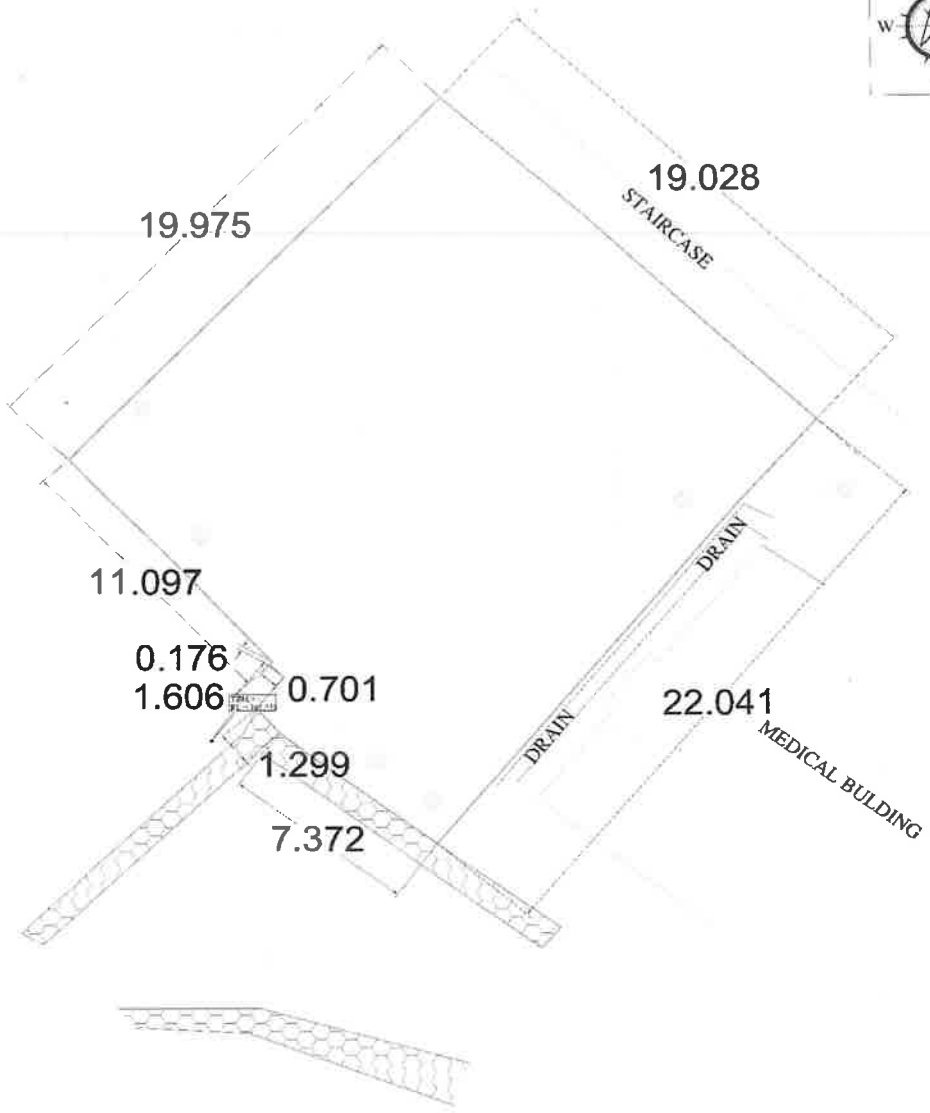 W
19.028
STAIRCASE
19.975
DRAIN
11.097
0.176
1.606
0.701
22.041
DRAIN
MEDICAL BULDING
1.299
7.372